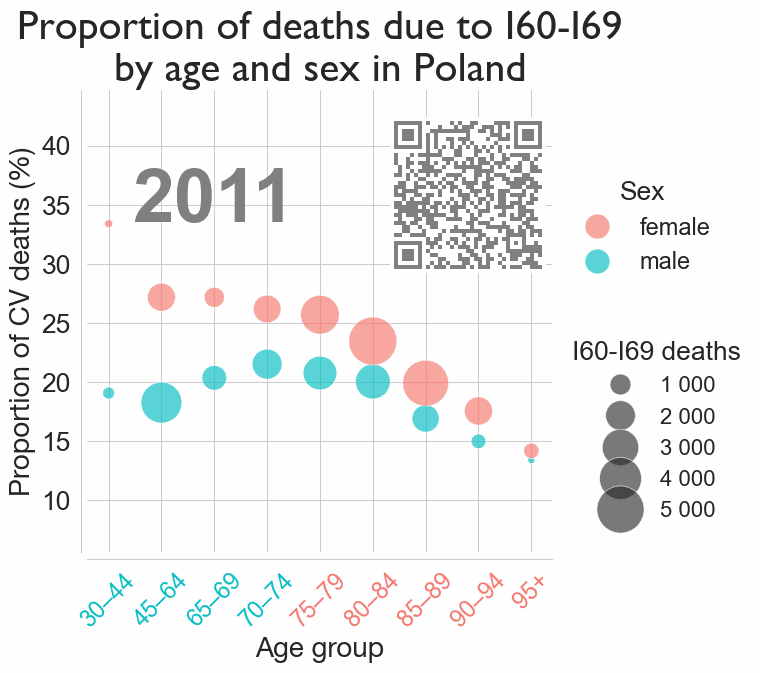 Proportion of deaths due to I60-I69
by age and sex in Poland
Proportion of CV deaths (%)
40
35
30
25
20
15
10
2011
30–44
45–64
65–69
70–74
75–79
80–84
85–89
90–94
95+
Age group
Sex
female
male
I60-I69 deaths
1 000
2 000
3 000
4 000
5 000